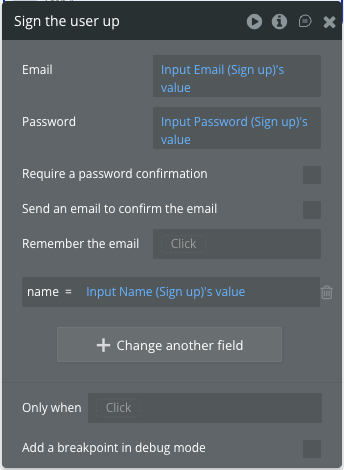 Sign the user up
Email
Input Email (Sign up)'s
value
Password
Input Password (Sign up)'s
value
Require a password confirmation
Send an email to confirm the email
Remember the email
Click
name = Input Name (Sign up)'s value
Change another field
Only when
Click
Add a breakpoint in debug mode